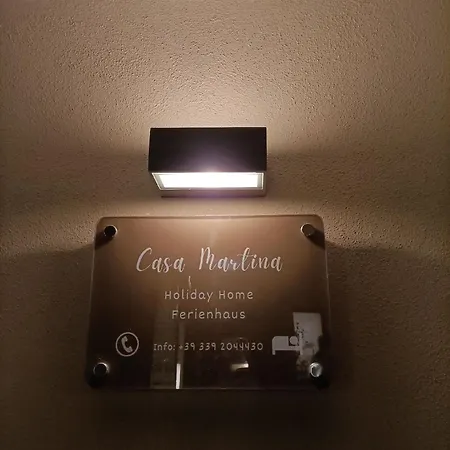 Casa Martina
Holiday Home
Ferienhaus
Info: +39 339 2044430